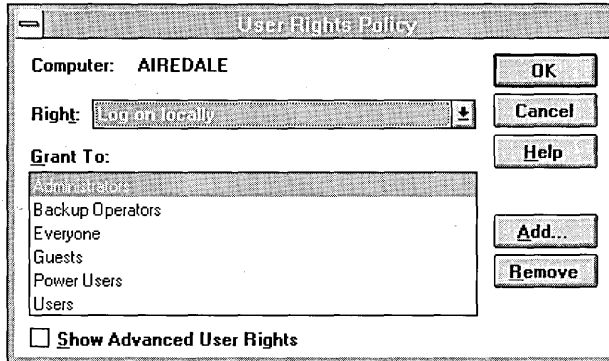 User Rights Policy
Computer: AIREDALE
OK
Right: Log on locally
Cancel
Grant To:
Help
Administrators
Backup Operators
Everyone
Guests
Power Users
Users
Add...
Remove
Show Advanced User Rights